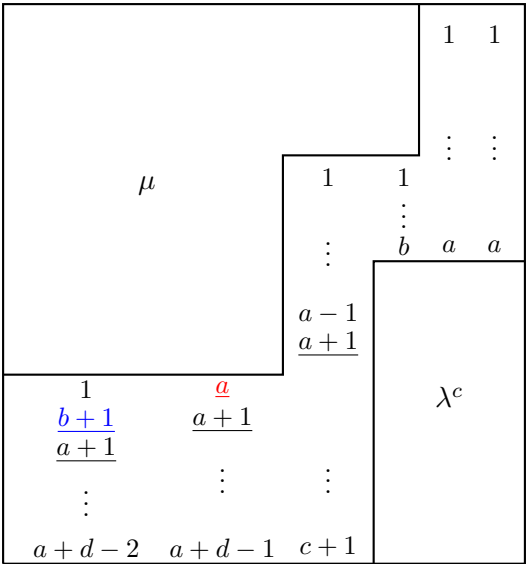 1 1
⋮ ⋮
μ 1 1
⋮
⋮ b a a
a − 1
a + 1
1 a λ^c
b + 1 a + 1
a + 1
⋮ ⋮ ⋮
a + d − 2 a + d − 1 c + 1